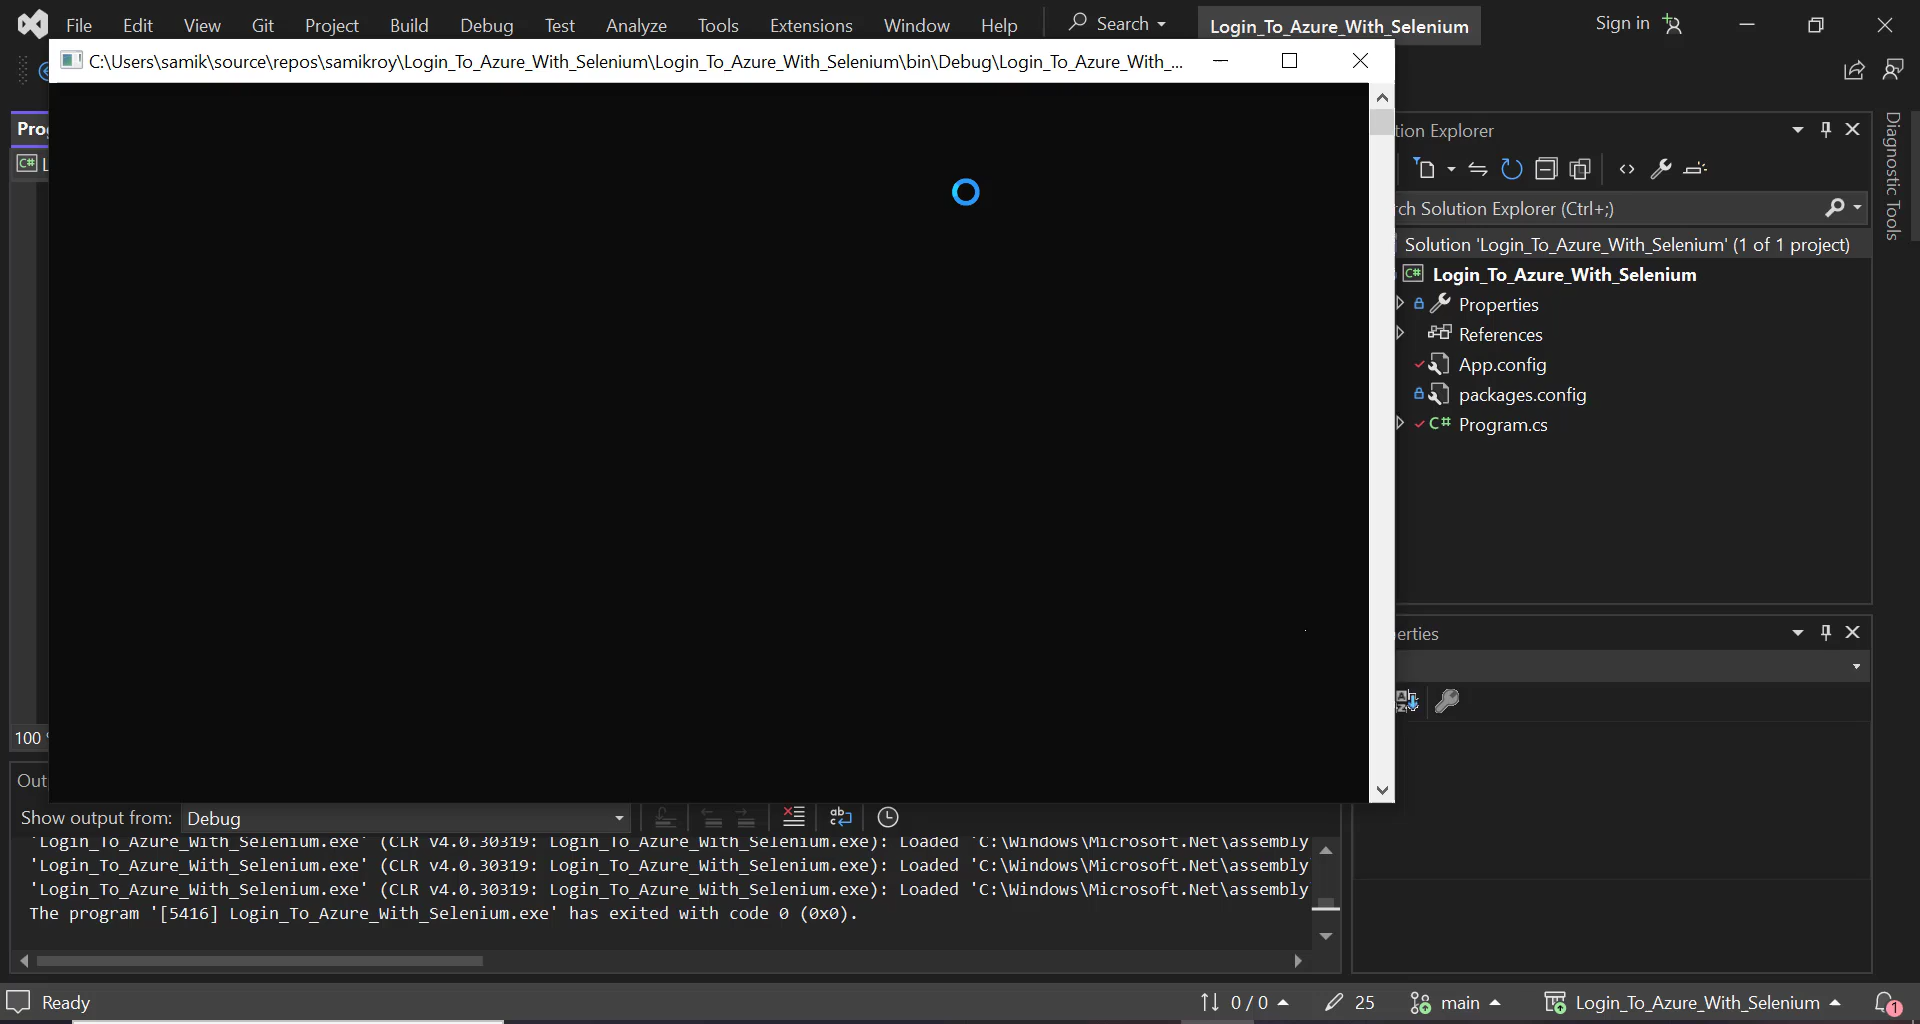 File Edit View Git Project Build Debug Test Analyze Tools Extensions Window Help Search Login_To_Azure_With_Selenium Sign in
C:\Users\samik\source\repos\samikroy\Login_To_Azure_With_Selenium\Login_To_Azure_With_Selenium\bin\Debug\Login_To_Azure_With_...
Pro
C# L
tion Explorer
Diagnostic Tools
ch Solution Explorer (Ctrl+;)
Solution 'Login_To_Azure_With_Selenium' (1 of 1 project)
C# Login_To_Azure_With_Selenium
Properties
References
App.config
packages.config
C# Program.cs
erties
100
Out
Show output from: Debug
'Login_To_Azure_With_Selenium.exe' (CLR v4.0.30319: Login_To_Azure_With_Selenium.exe): Loaded 'C:\Windows\Microsoft.Net\assembly
'Login_To_Azure_With_Selenium.exe' (CLR v4.0.30319: Login_To_Azure_With_Selenium.exe): Loaded 'C:\Windows\Microsoft.Net\assembly
'Login_To_Azure_With_Selenium.exe' (CLR v4.0.30319: Login_To_Azure_With_Selenium.exe): Loaded 'C:\Windows\Microsoft.Net\assembly
The program '[5416] Login_To_Azure_With_Selenium.exe' has exited with code 0 (0x0).
Ready 0 / 0 25 main Login_To_Azure_With_Selenium 1